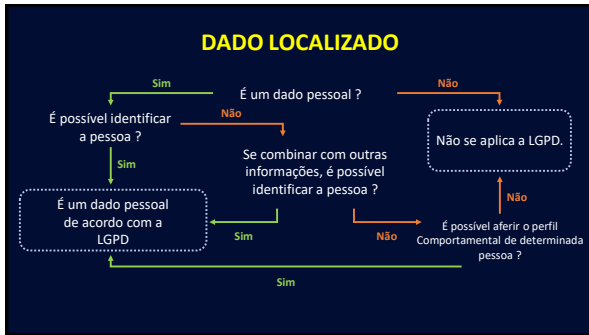 DADO LOCALIZADO
Sim
É um dado pessoal ?
Não
É possível identificar
a pessoa ?
Não
Sim
Se combinar com outras
informações, é possível
identificar a pessoa ?
Não se aplica a LGPD.
É um dado pessoal
de acordo com a
LGPD
Sim
Não
Não
É possível aferir o perfil
Comportamental de determinada
pessoa ?
Sim